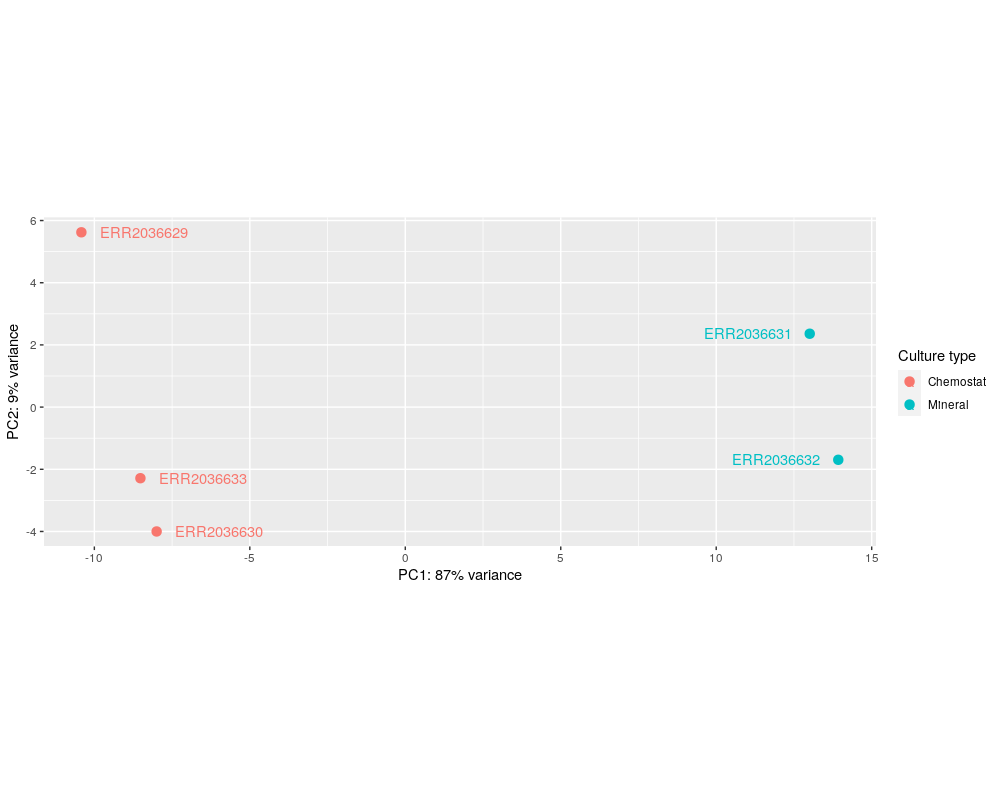 6
ERR2036629
4
2
ERR2036631
0
-2
ERR2036632
ERR2036633
-4
ERR2036630
-10
-5
0
5
10
15
PC1: 87% variance
PC2: 9% variance
Culture type
Chemostat
Mineral